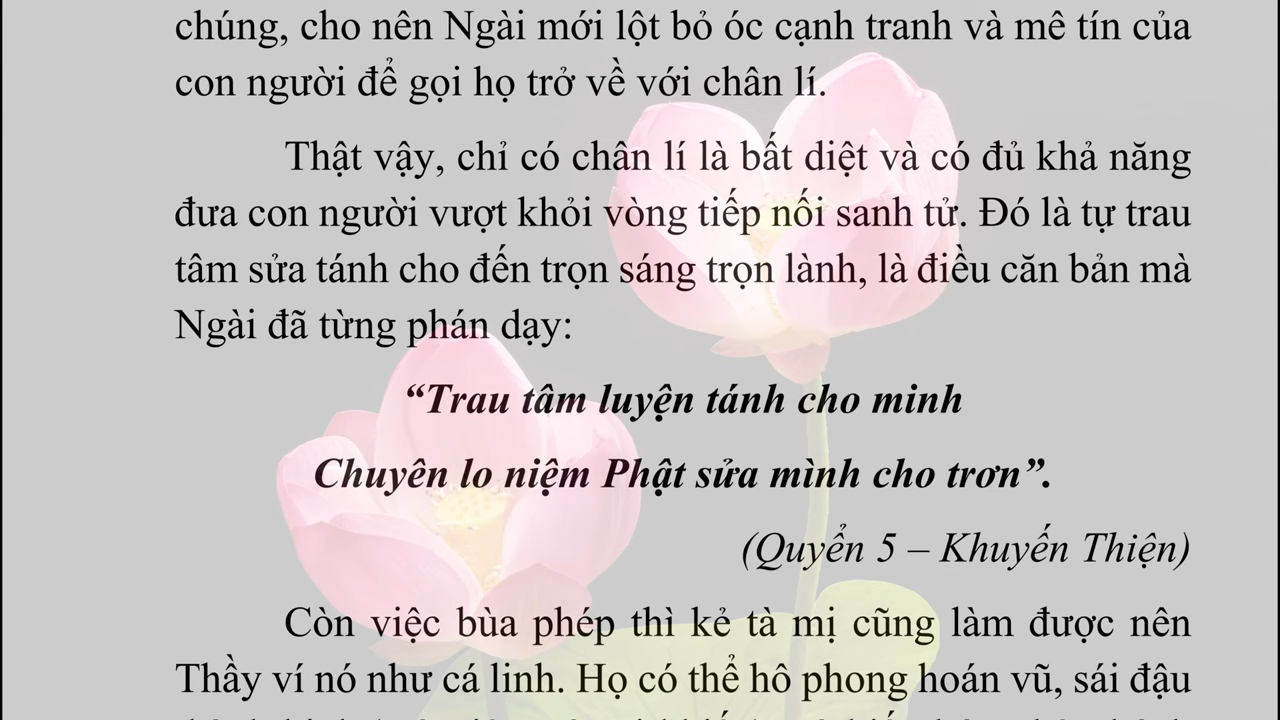 chúng, cho nên Ngài mới lột bỏ óc cạnh tranh và mê tín của
con người để gọi họ trở về với chân lí.
Thật vậy, chỉ có chân lí là bất diệt và có đủ khả năng
đưa con người vượt khỏi vòng tiếp nối sanh tử. Đó là tự trau
tâm sửa tánh cho đến trọn sáng trọn lành, là điều căn bản mà
Ngài đã từng phán dạy:
“Trau tâm luyện tánh cho minh
Chuyên lo niệm Phật sửa mình cho trơn”.
(Quyển 5 – Khuyến Thiện)
Còn việc bùa phép thì kẻ tà mị cũng làm được nên
Thầy ví nó như cá linh. Họ có thể hô phong hoán vũ, sái đậu